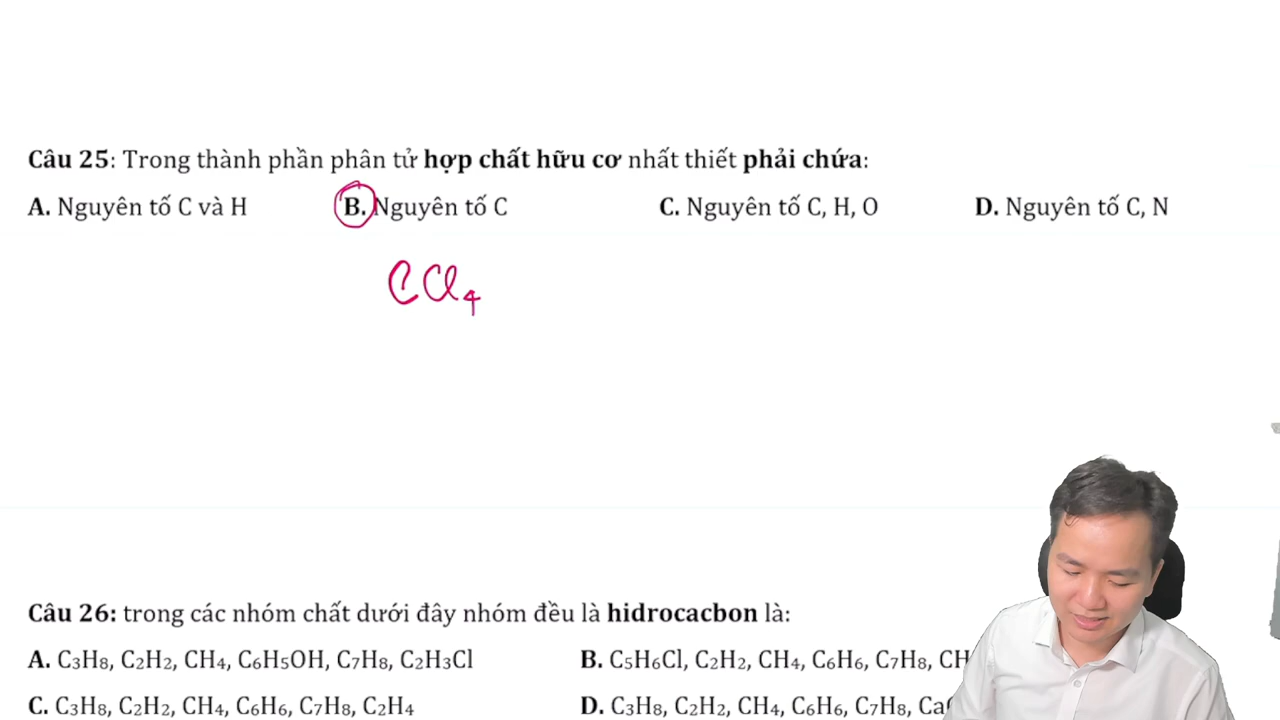 Câu 25: Trong thành phần phân tử hợp chất hữu cơ nhất thiết phải chứa:
A. Nguyên tố C và H B. Nguyên tố C C. Nguyên tố C, H, O D. Nguyên tố C, N
CCl₄
Câu 26: trong các nhóm chất dưới đây nhóm đều là hidrocacbon là:
A. C₃H₈, C₂H₂, CH₄, C₆H₅OH, C₇H₈, C₂H₃Cl B. C₅H₆Cl, C₂H₂, CH₄, C₆H₆, C₇H₈,
C. C₃H₈, C₂H₂, CH₄, C₆H₆, C₇H₈, C₂H₄ D. C₃H₈, C₂H₂, CH₄, C₆H₆, C₇H₈,